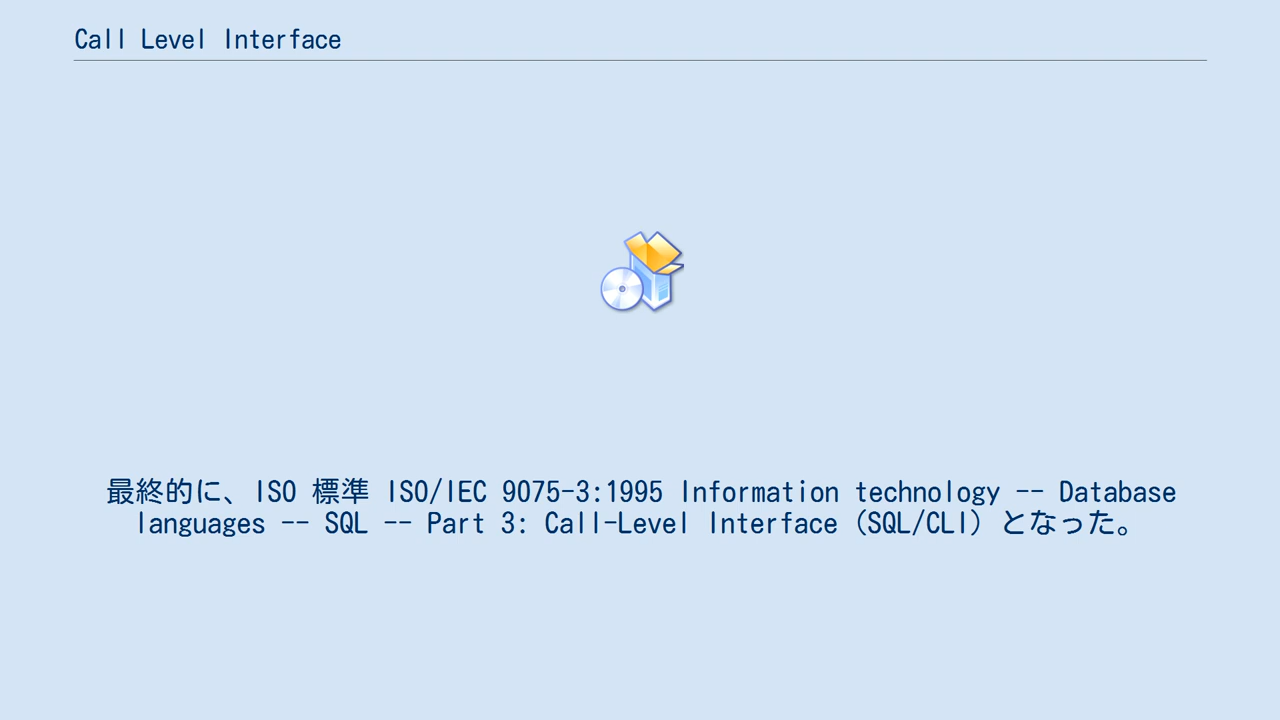 Call Level Interface
最終的に、ISO 標準 ISO/IEC 9075-3:1995 Information technology -- Database
languages -- SQL -- Part 3: Call-Level Interface（SQL/CLI）となった。